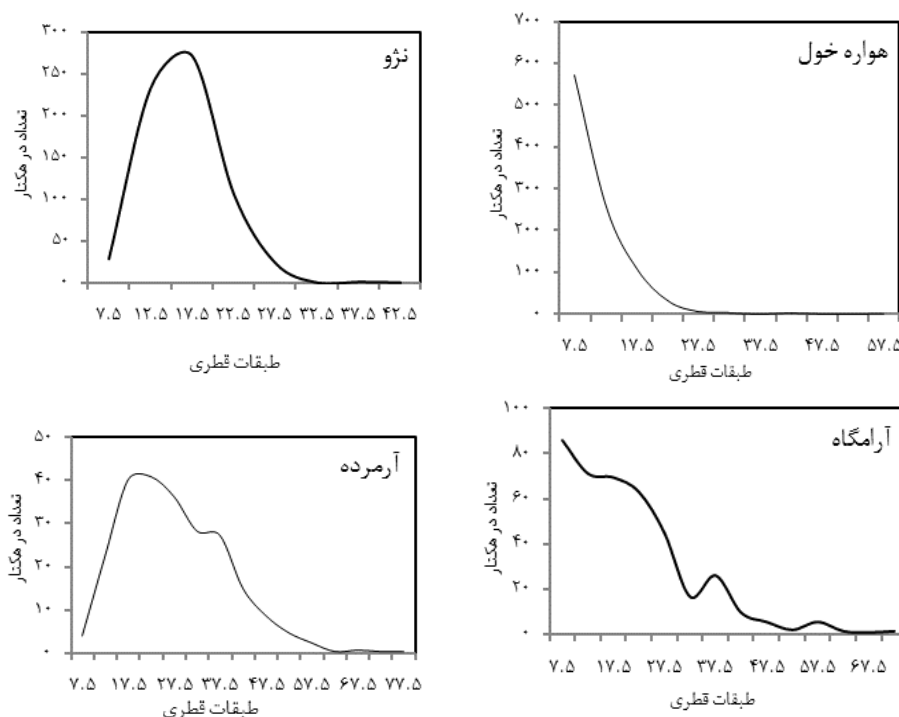 نژو
تعداد در هکتار
۳۰۰
۲۵۰
۲۰۰
۱۵۰
۱۰۰
۵۰
۰
۷.۵ ۱۲.۵ ۱۷.۵ ۲۲.۵ ۲۷.۵ ۳۲.۵ ۳۷.۵ ۴۲.۵
طبقات قطری
هواره خول
تعداد در هکتار
۷۰۰
۶۰۰
۵۰۰
۴۰۰
۳۰۰
۲۰۰
۱۰۰
۰
۷.۵ ۱۷.۵ ۲۷.۵ ۳۷.۵ ۴۷.۵ ۵۷.۵
طبقات قطری
آرمرده
تعداد در هکتار
۵۰
۴۰
۳۰
۲۰
۱۰
۰
۷.۵ ۱۷.۵ ۲۷.۵ ۳۷.۵ ۴۷.۵ ۵۷.۵ ۶۷.۵ ۷۷.۵
طبقات قطری
آرامگاه
تعداد در هکتار
۱۰۰
۸۰
۶۰
۴۰
۲۰
۰
۷.۵ ۱۷.۵ ۲۷.۵ ۳۷.۵ ۴۷.۵ ۵۷.۵ ۶۷.۵
طبقات قطری